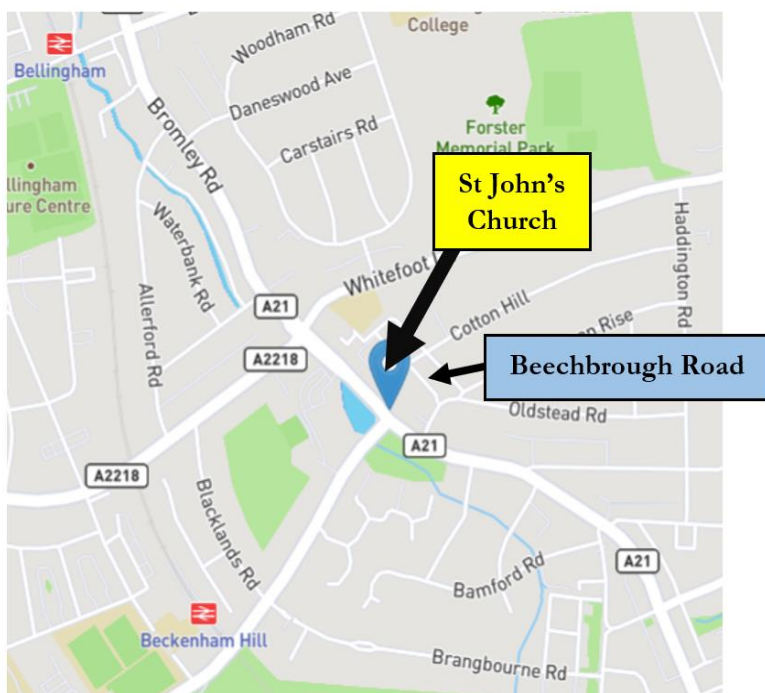 Woodham Rd
College
Bellingham
Daneswood Ave
Bromley Rd
Carstairs Rd
Forster
Memorial Park
llingham
ure Centre
St John's
Church
Haddington Rd
Waterbank Rd
Whitefoot
Allerford Rd
A21
Cotton Hill
Rise
A2218
Beechbrough Road
Oldstead Rd
A21
A2218
Blacklands Rd
A21
Bamford Rd
Beckenham Hill
Brangbourne Rd